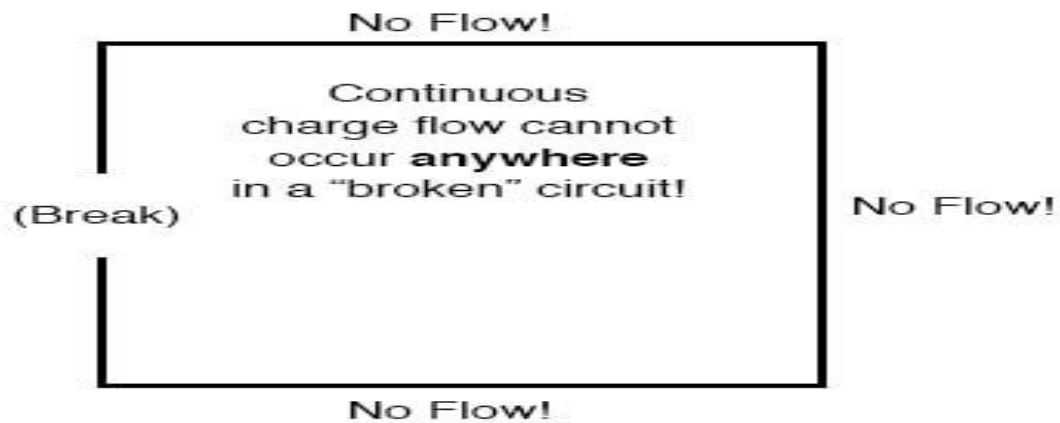 No Flow!
Continuous
charge flow cannot
occur anywhere
in a “broken” circuit!
(Break)
No Flow!
No Flow!